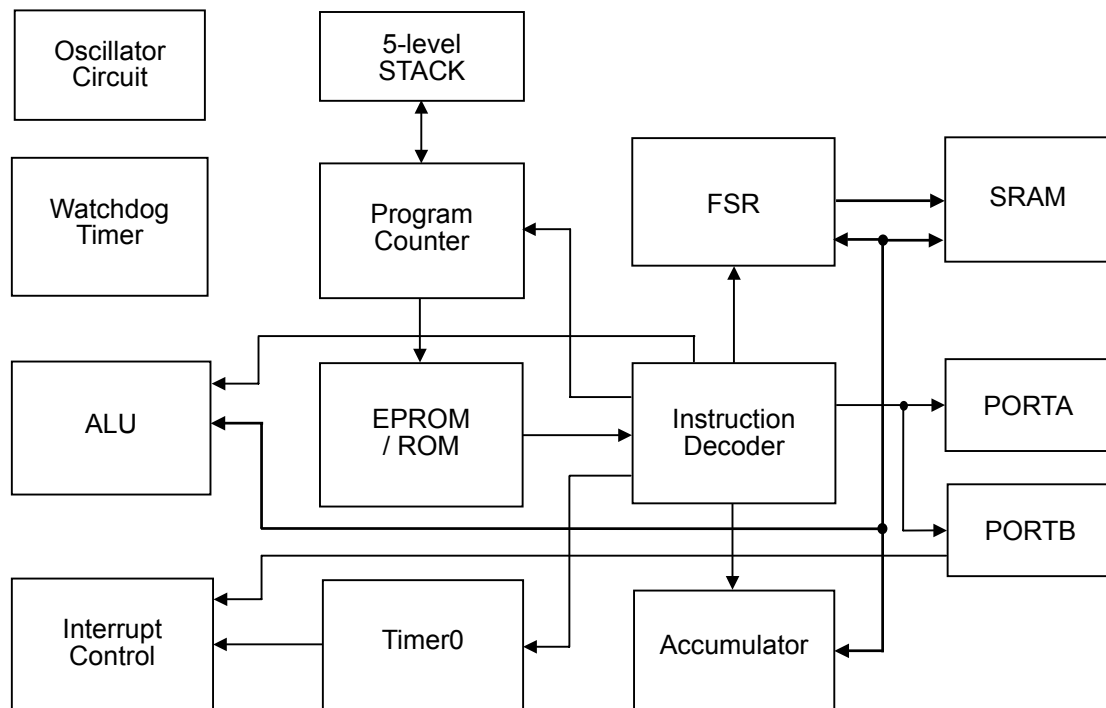 Oscillator
Circuit
5-level
STACK
Watchdog
Timer
Program
Counter
FSR
SRAM
ALU
EPROM
/ ROM
Instruction
Decoder
PORTA
PORTB
Interrupt
Control
Timer0
Accumulator